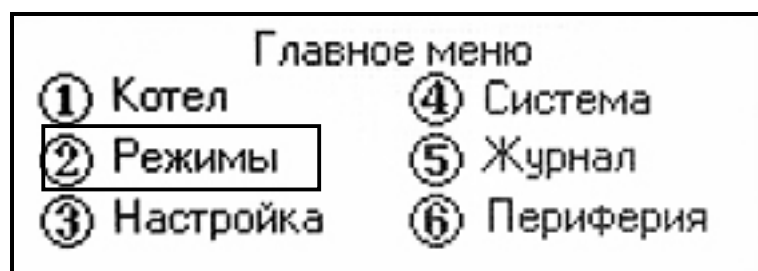 Главное меню
① Котел ④ Система
② Режимы ⑤ Журнал
③ Настройка ⑥ Периферия